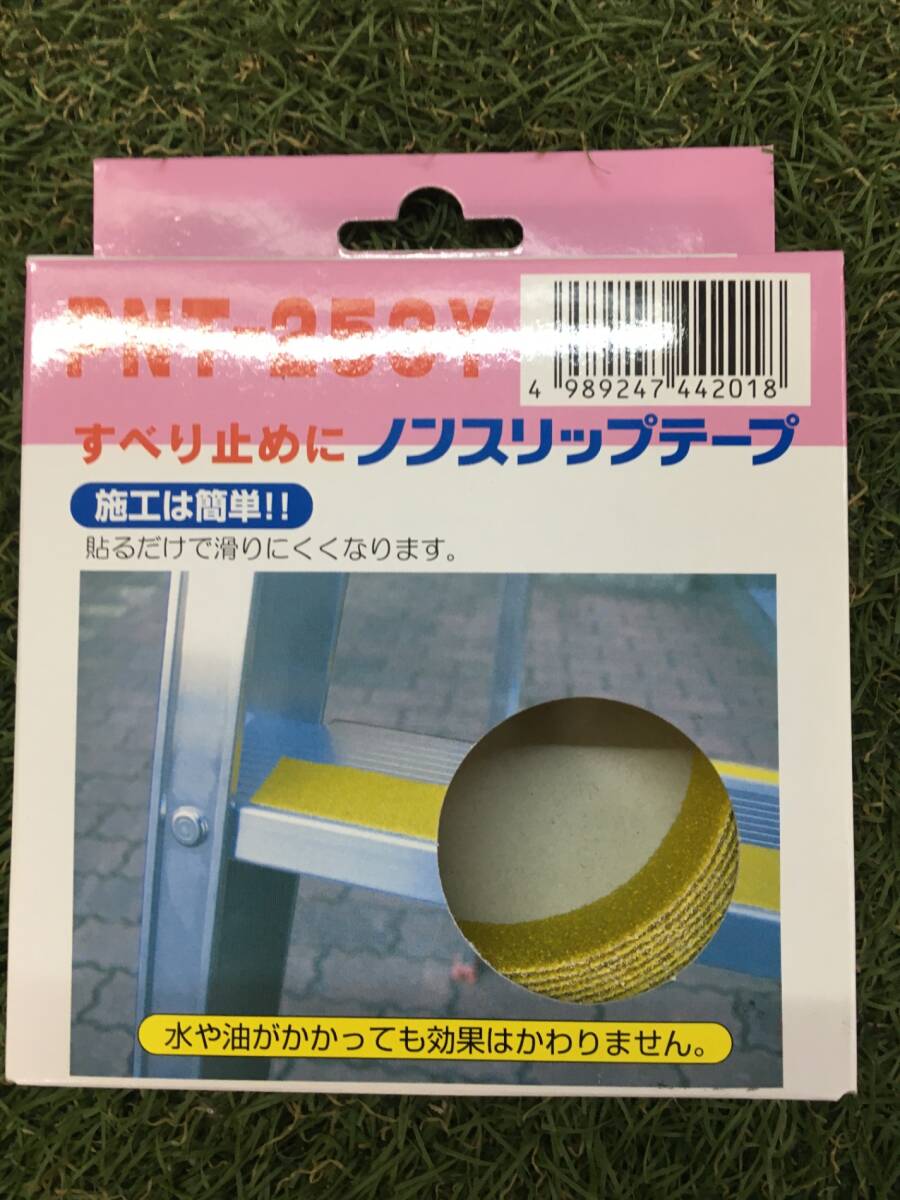 PNT-253Y
4 989247 442018
すべり止めに ノンスリップテープ
施工は簡単!!
貼るだけで滑りにくくなります。
水や油がかかっても効果はかわりません。